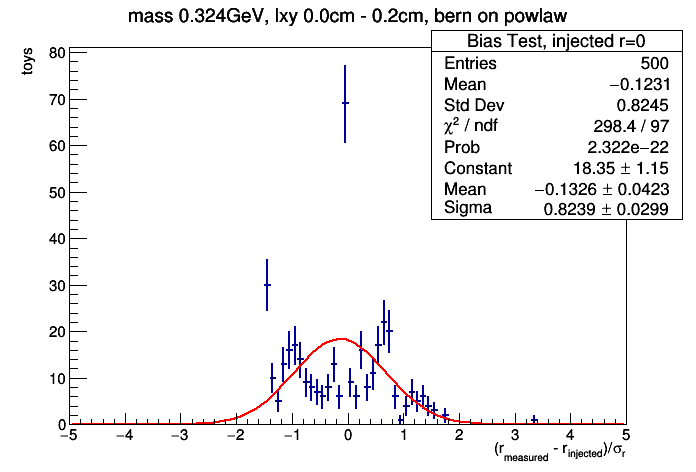 mass 0.324GeV, lxy 0.0cm - 0.2cm, bern on powlaw
Bias Test, injected r=0
Entries 500
Mean −0.1231
Std Dev 0.8245
χ² / ndf 298.4 / 97
Prob 2.322e−22
Constant 18.35 ± 1.15
Mean −0.1326 ± 0.0423
Sigma 0.8239 ± 0.0299
toys
80
70
60
50
40
30
20
10
0
−5 −4 −3 −2 −1 0 1 2 3 4 5
(r_measured - r_injected)/σ_r